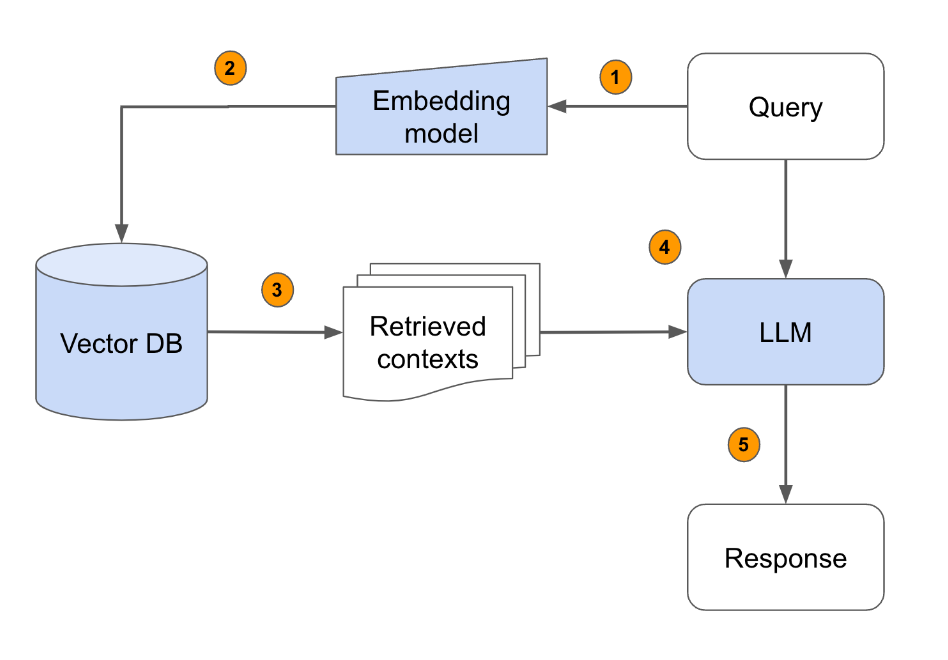 2
1
Embedding
model
Query
3
4
Vector DB
Retrieved
contexts
LLM
5
Response